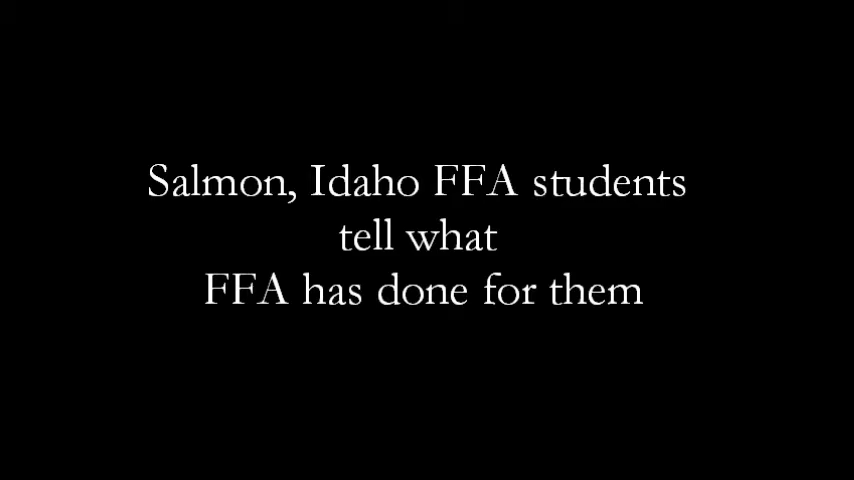 Salmon, Idaho FFA students
tell what
FFA has done for them